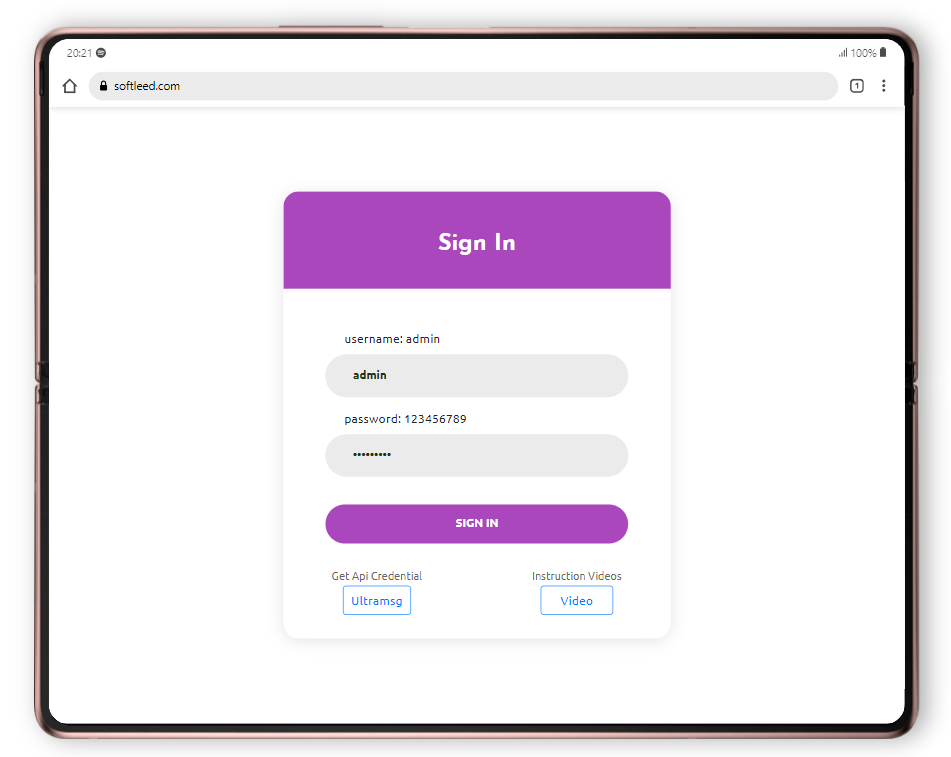 20:21
100%
softleed.com
1
Sign In
username: admin
admin
password: 123456789
•••••••••
SIGN IN
Get Api Credential
Instruction Videos
Ultramsg
Video